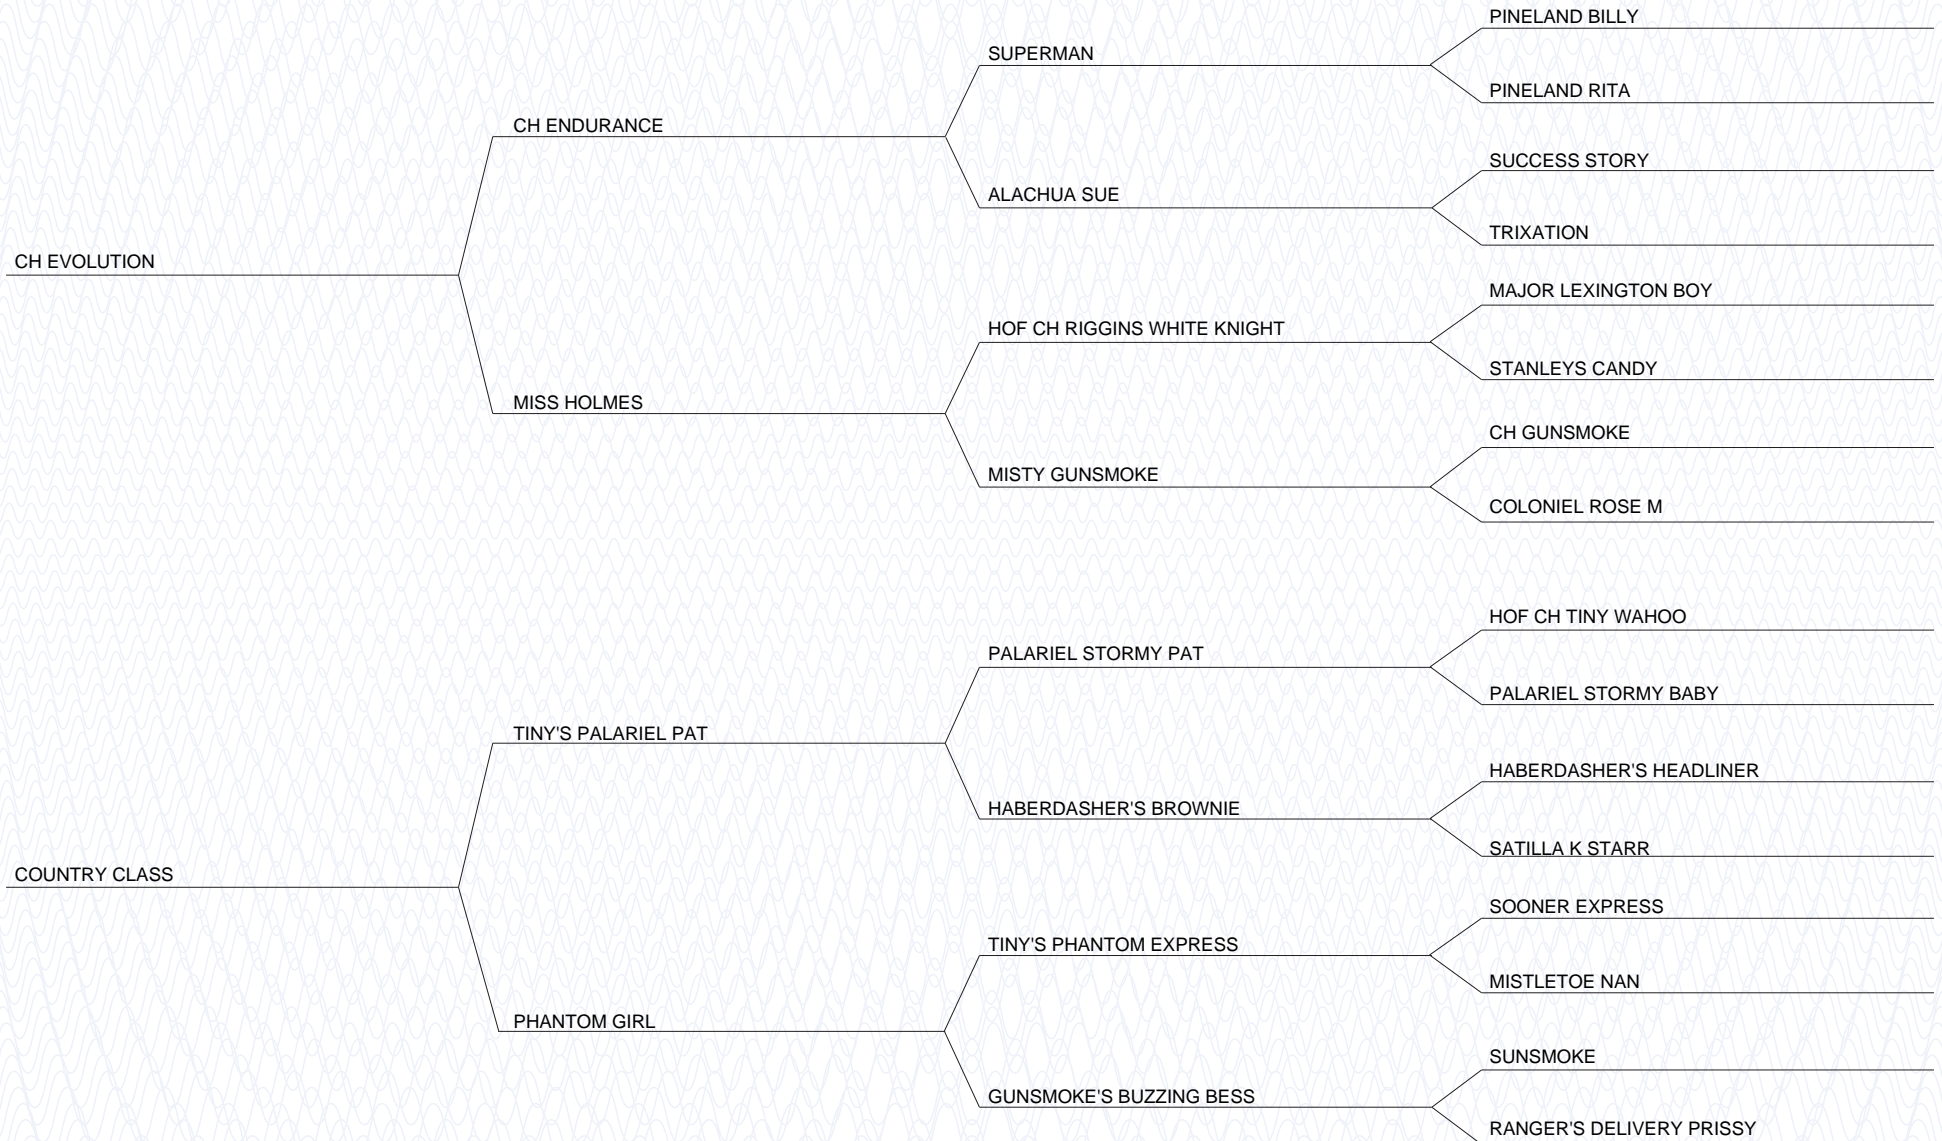 PINELAND BILLY
SUPERMAN
PINELAND RITA
CH ENDURANCE
SUCCESS STORY
ALACHUA SUE
TRIXATION
CH EVOLUTION
MAJOR LEXINGTON BOY
HOF CH RIGGINS WHITE KNIGHT
STANLEYS CANDY
MISS HOLMES
CH GUNSMOKE
MISTY GUNSMOKE
COLONIEL ROSE M
HOF CH TINY WAHOO
PALARIEL STORMY PAT
PALARIEL STORMY BABY
TINY'S PALARIEL PAT
HABERDASHER'S HEADLINER
HABERDASHER'S BROWNIE
SATILLA K STARR
COUNTRY CLASS
SOONER EXPRESS
TINY'S PHANTOM EXPRESS
MISTLETOE NAN
PHANTOM GIRL
SUNSMOKE
GUNSMOKE'S BUZZING BESS
RANGER'S DELIVERY PRISSY